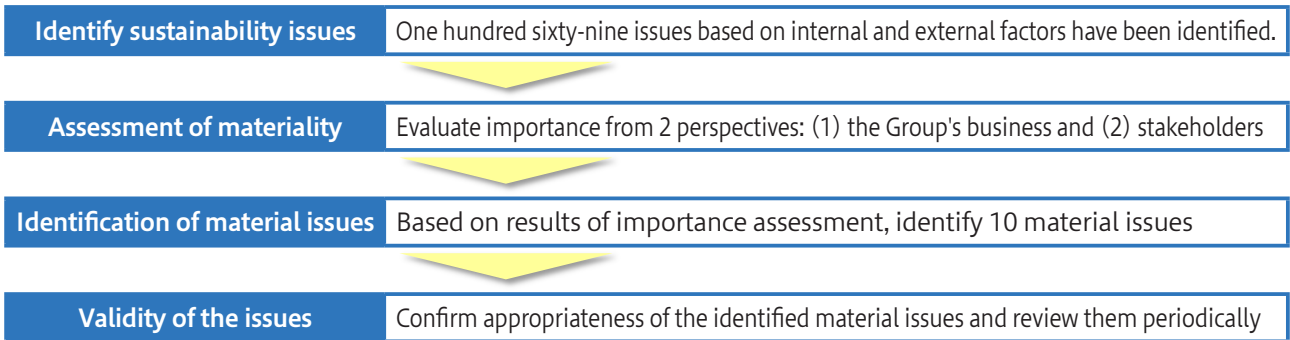 Identify sustainability issues
One hundred sixty-nine issues based on internal and external factors have been identified.
Assessment of materiality
Evaluate importance from 2 perspectives: (1) the Group's business and (2) stakeholders
Identification of material issues
Based on results of importance assessment, identify 10 material issues
Validity of the issues
Confirm appropriateness of the identified material issues and review them periodically